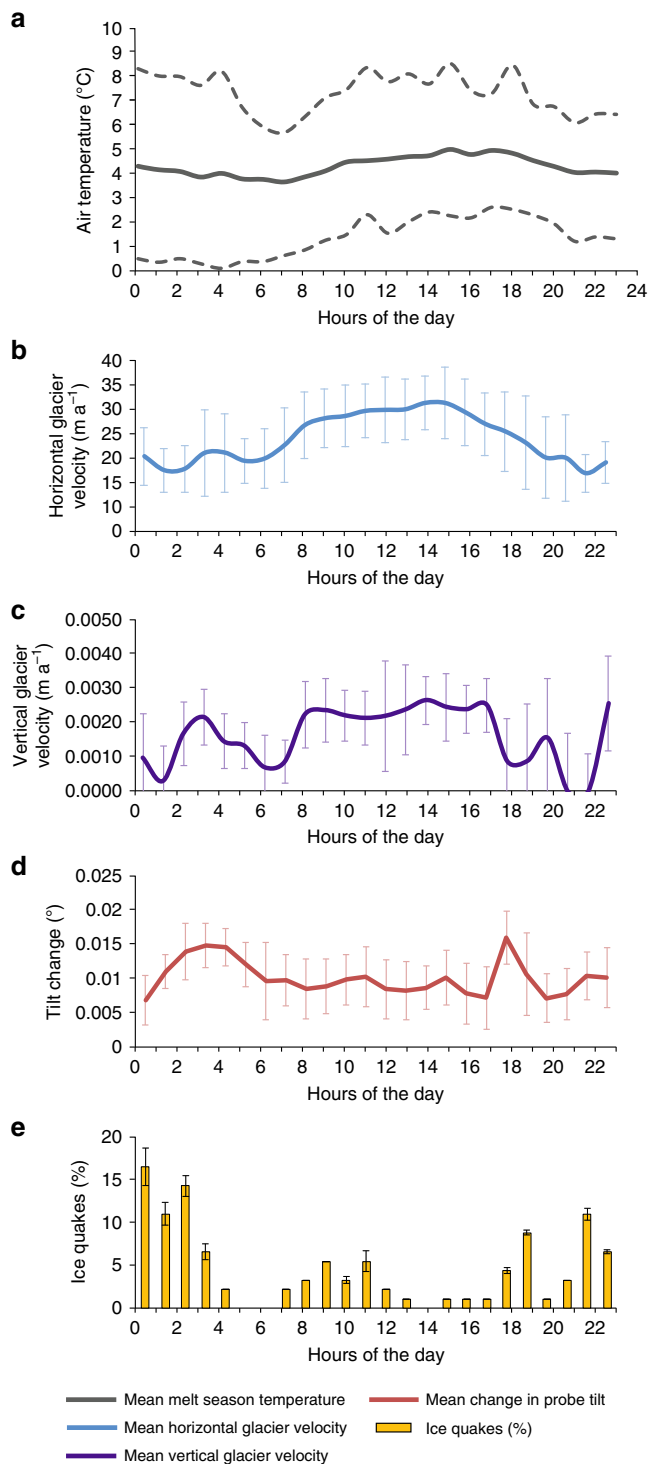 a
10
9
8
7
6
5
4
3
2
1
0
Air temperature (°C)
0 2 4 6 8 10 12 14 16 18 20 22 24
Hours of the day
b
40
35
30
25
20
15
10
0
Horizontal glacier
velocity (m a⁻¹)
0 2 4 6 8 10 12 14 16 18 20 22
Hours of the day
c
0.0050
0.0040
0.0030
0.0020
0.0010
0.0000
Vertical glacier
velocity (m a⁻¹)
0 2 4 6 8 10 12 14 16 18 20 22
Hours of the day
d
0.025
0.02
0.015
0.01
0.005
0
Tilt change (°)
0 2 4 6 8 10 12 14 16 18 20 22
Hours of the day
e
20
15
10
5
0
Ice quakes (%)
0 2 4 6 8 10 12 14 16 18 20 22
Hours of the day
Mean melt season temperature
Mean horizontal glacier velocity
Mean vertical glacier velocity
Mean change in probe tilt
Ice quakes (%)